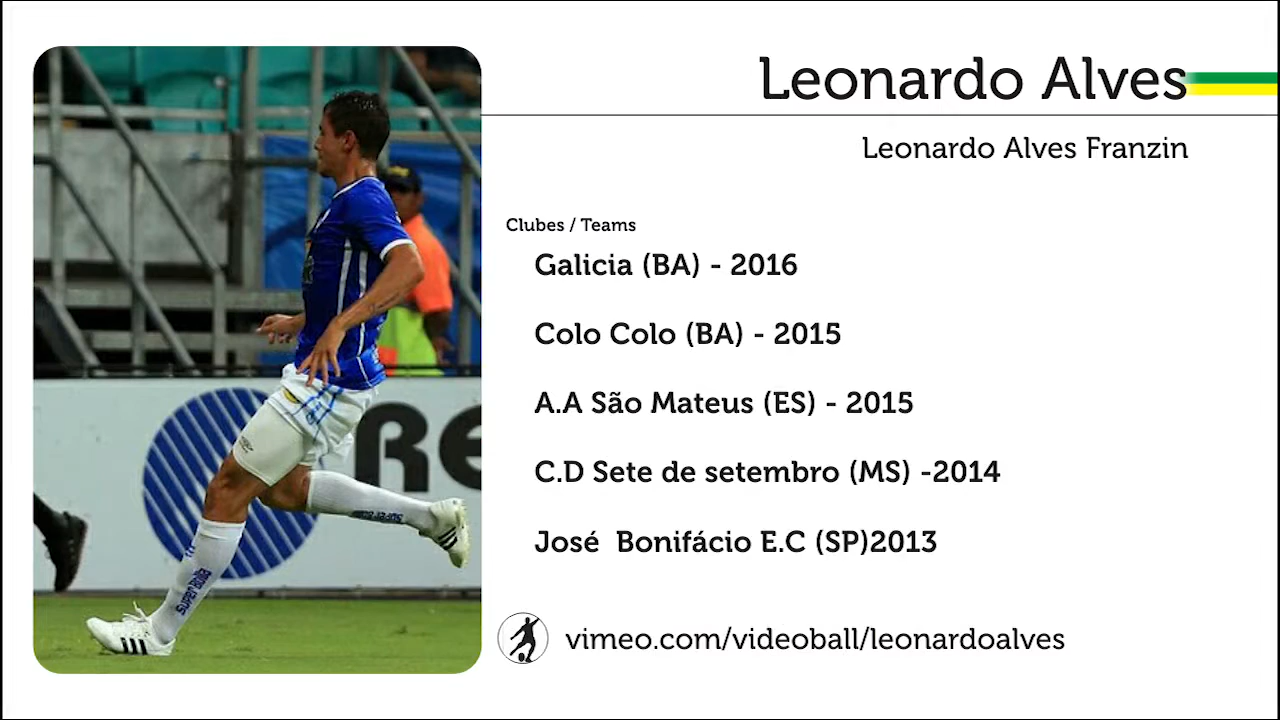 Leonardo Alves
Leonardo Alves Franzin
Clubes / Teams
Galicia (BA) - 2016
Colo Colo (BA) - 2015
A.A São Mateus (ES) - 2015
C.D Sete de setembro (MS) -2014
José  Bonifácio E.C (SP)2013
vimeo.com/videoball/leonardoalves
RE